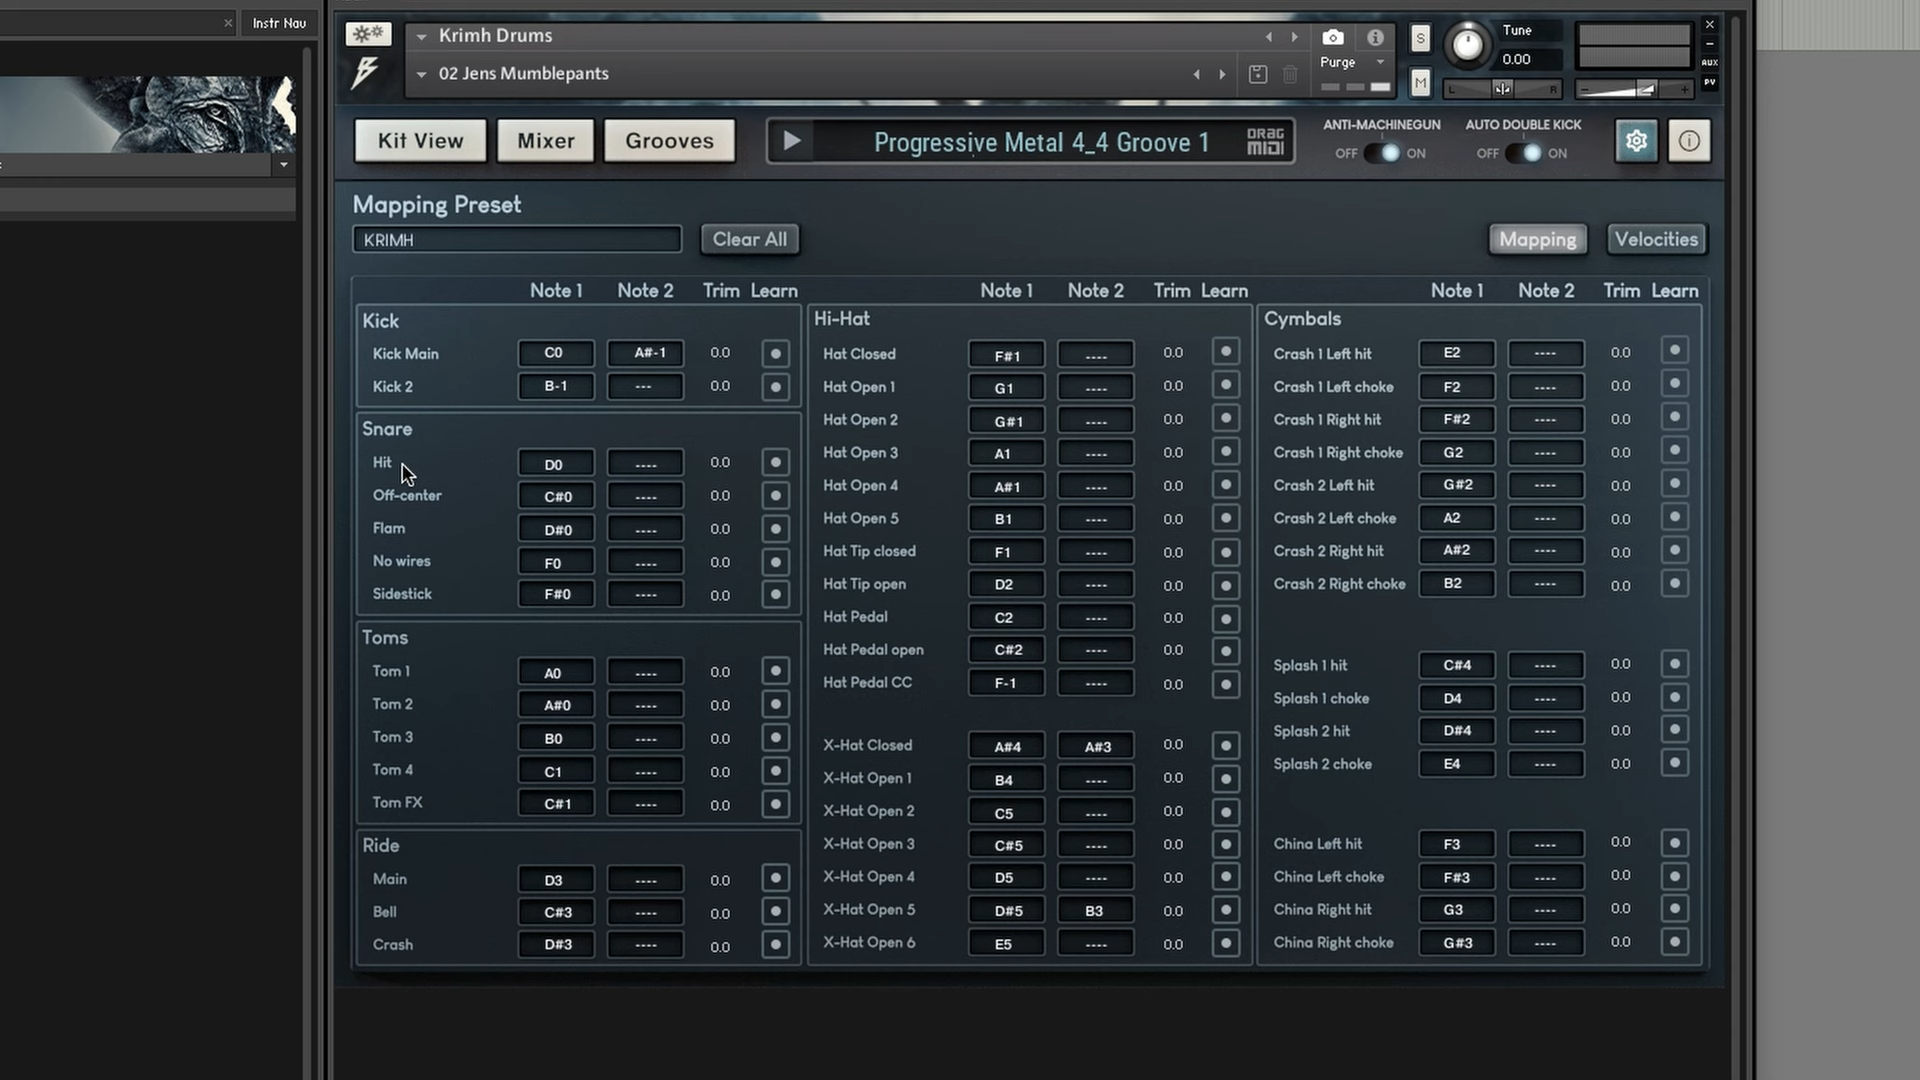 Instr Nav
Krimh Drums
02 Jens Mumblepants
Purge
S
M
Tune
0.00
L R
- +
AUX
PV
Kit View Mixer Grooves
Progressive Metal 4_4 Groove 1
DRAG
MIDI
ANTI-MACHINEGUN
OFF ON
AUTO DOUBLE KICK
OFF ON
Mapping Preset
KRIMH Clear All
Mapping Velocities
Note 1 Note 2 Trim Learn
Kick
Kick Main C0 A#-1 0.0
Kick 2 B-1 --- 0.0
Snare
Hit D0 ---- 0.0
Off-center C#0 ---- 0.0
Flam D#0 ---- 0.0
No wires F0 ---- 0.0
Sidestick F#0 ---- 0.0
Toms
Tom 1 A0 ---- 0.0
Tom 2 A#0 ---- 0.0
Tom 3 B0 ---- 0.0
Tom 4 C1 ---- 0.0
Tom FX C#1 ---- 0.0
Ride
Main D3 ---- 0.0
Bell C#3 ---- 0.0
Crash D#3 ---- 0.0
Note 1 Note 2 Trim Learn
Hi-Hat
Hat Closed F#1 ---- 0.0
Hat Open 1 G1 ---- 0.0
Hat Open 2 G#1 ---- 0.0
Hat Open 3 A1 ---- 0.0
Hat Open 4 A#1 ---- 0.0
Hat Open 5 B1 ---- 0.0
Hat Tip closed F1 ---- 0.0
Hat Tip open D2 ---- 0.0
Hat Pedal C2 ---- 0.0
Hat Pedal open C#2 ---- 0.0
Hat Pedal CC F-1 ---- 0.0
X-Hat Closed A#4 A#3 0.0
X-Hat Open 1 B4 ---- 0.0
X-Hat Open 2 C5 ---- 0.0
X-Hat Open 3 C#5 ---- 0.0
X-Hat Open 4 D5 ---- 0.0
X-Hat Open 5 D#5 B3 0.0
X-Hat Open 6 E5 ---- 0.0
Note 1 Note 2 Trim Learn
Cymbals
Crash 1 Left hit E2 ---- 0.0
Crash 1 Left choke F2 ---- 0.0
Crash 1 Right hit F#2 ---- 0.0
Crash 1 Right choke G2 ---- 0.0
Crash 2 Left hit G#2 ---- 0.0
Crash 2 Left choke A2 ---- 0.0
Crash 2 Right hit A#2 ---- 0.0
Crash 2 Right choke B2 ---- 0.0
Splash 1 hit C#4 ---- 0.0
Splash 1 choke D4 ---- 0.0
Splash 2 hit D#4 ---- 0.0
Splash 2 choke E4 ---- 0.0
China Left hit F3 ---- 0.0
China Left choke F#3 ---- 0.0
China Right hit G3 ---- 0.0
China Right choke G#3 ---- 0.0